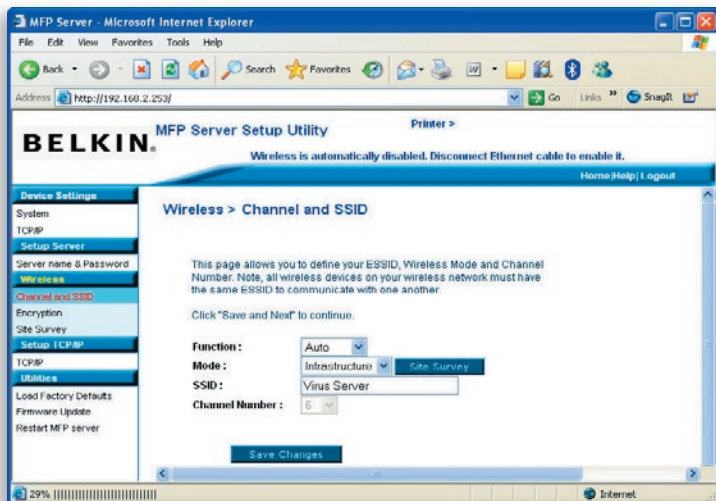 MFP Server - Microsoft Internet Explorer
File Edit View Favorites Tools Help
Back Search Favorites
Address http://192.168.2.253/ Go Links » SnagIt
BELKIN. MFP Server Setup Utility Printer >
Wireless is automatically disabled. Disconnect Ethernet cable to enable it.
Home|Help| Logout
Device Settings
System
TCP/IP
Setup Server
Server name & Password
Wireless
Channel and SSID
Encryption
Site Survey
Setup TCP/IP
TCP/IP
Utilities
Load Factory Defaults
Firmware Update
Restart MFP server
Wireless > Channel and SSID
This page allows you to define your ESSID, Wireless Mode and Channel
Number. Note, all wireless devices on your wireless network must have
the same ESSID to communicate with one another.
Click "Save and Next" to continue.
Function : Auto
Mode : Infrastructure Site Survey
SSID : Virus Server
Channel Number : 6
Save Changes
29% Internet